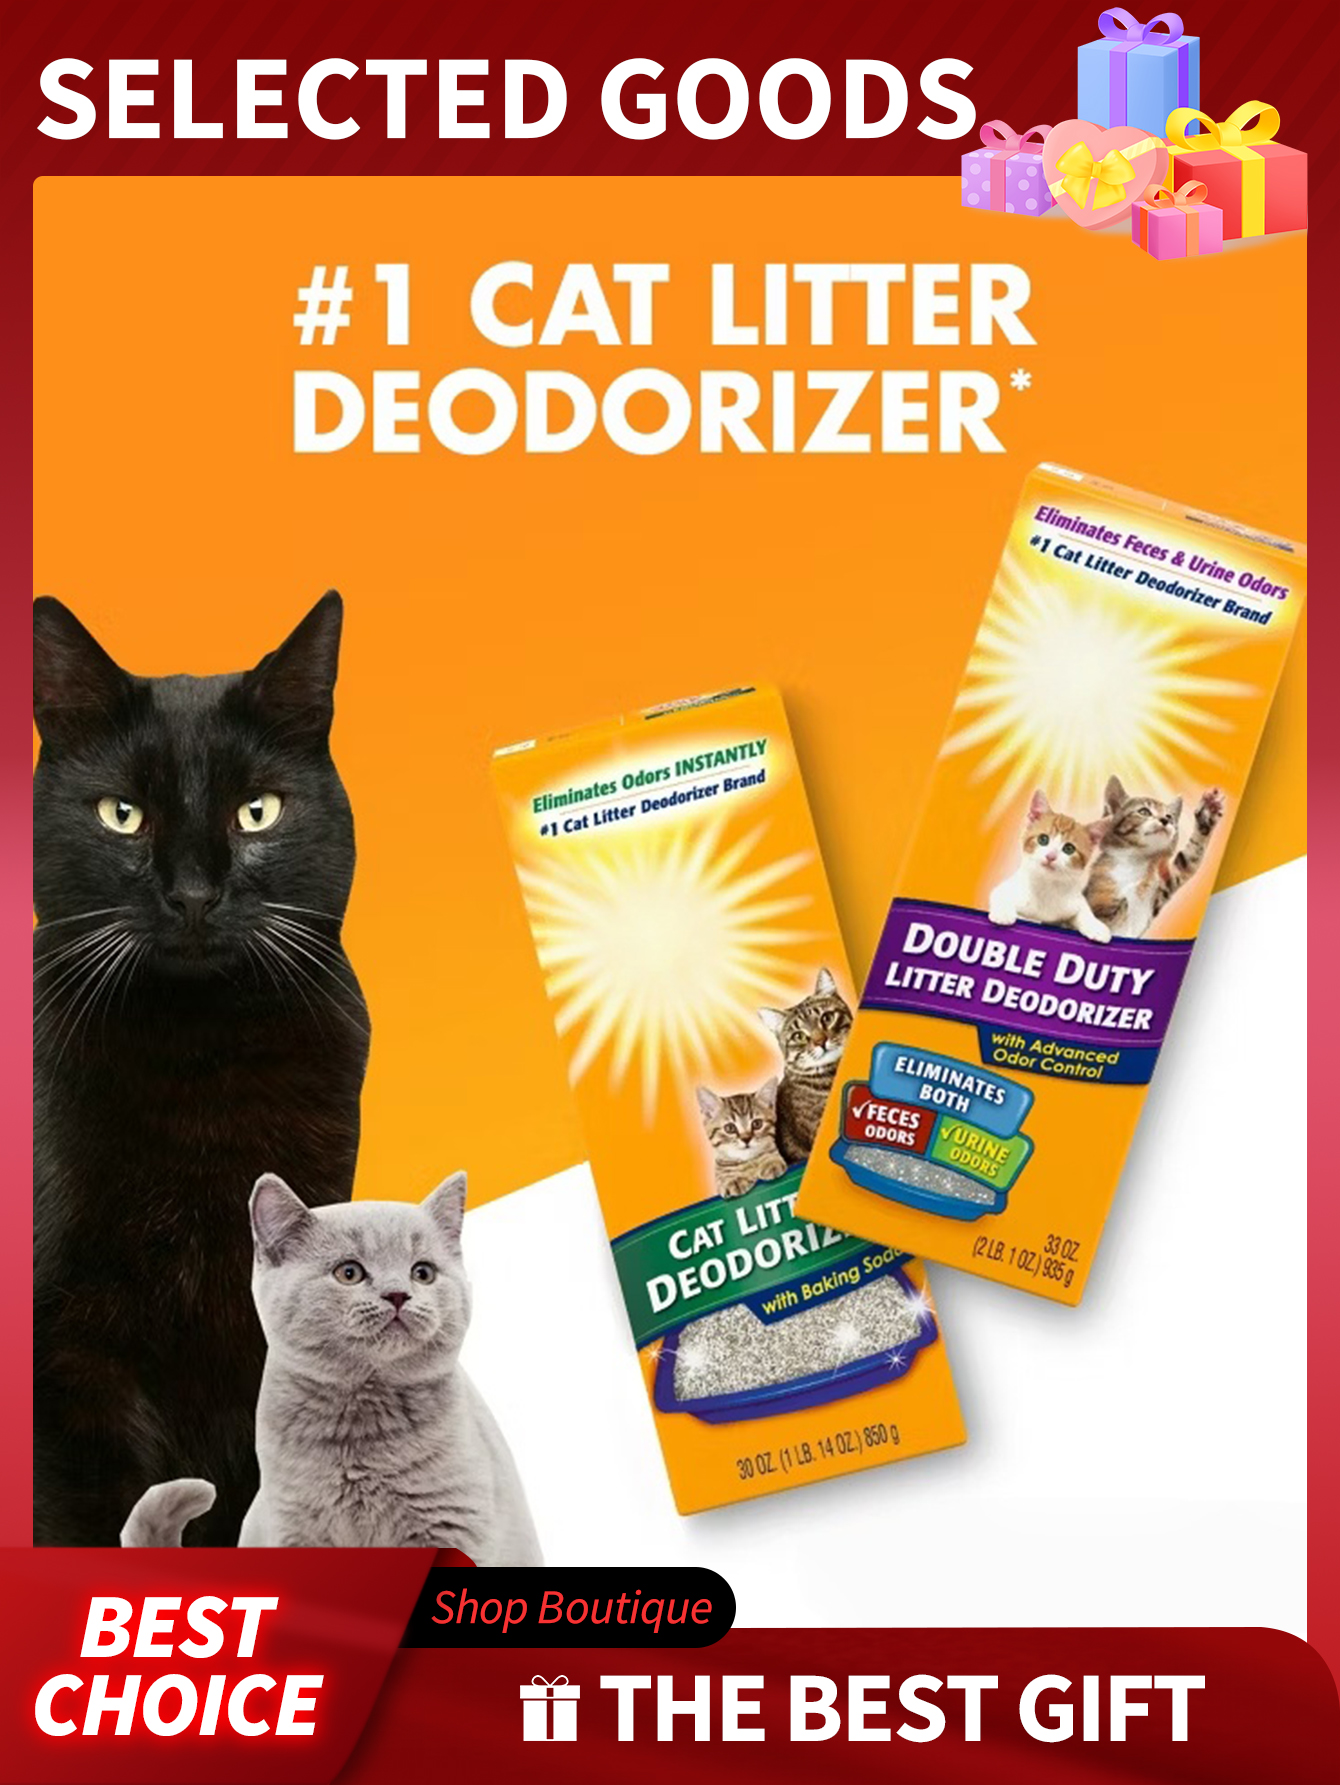 SELECTED GOODS
#1 CAT LITTER
DEODORIZER*
Eliminates Feces & Urine Odors
#1 Cat Litter Deodorizer Brand
DOUBLE DUTY
LITTER DEODORIZER
with Advanced
Odor Control
ELIMINATES
BOTH
✓FECES
ODORS
✓URINE
ODORS
33 OZ.
(2 LB. 1 OZ.) 935 g
Eliminates Odors INSTANTLY
#1 Cat Litter Deodorizer Brand
CAT LITT
DEODORIZ
with Baking Soda
30 OZ. (1 LB. 14 OZ.) 850 g
BEST
CHOICE
Shop Boutique
THE BEST GIFT